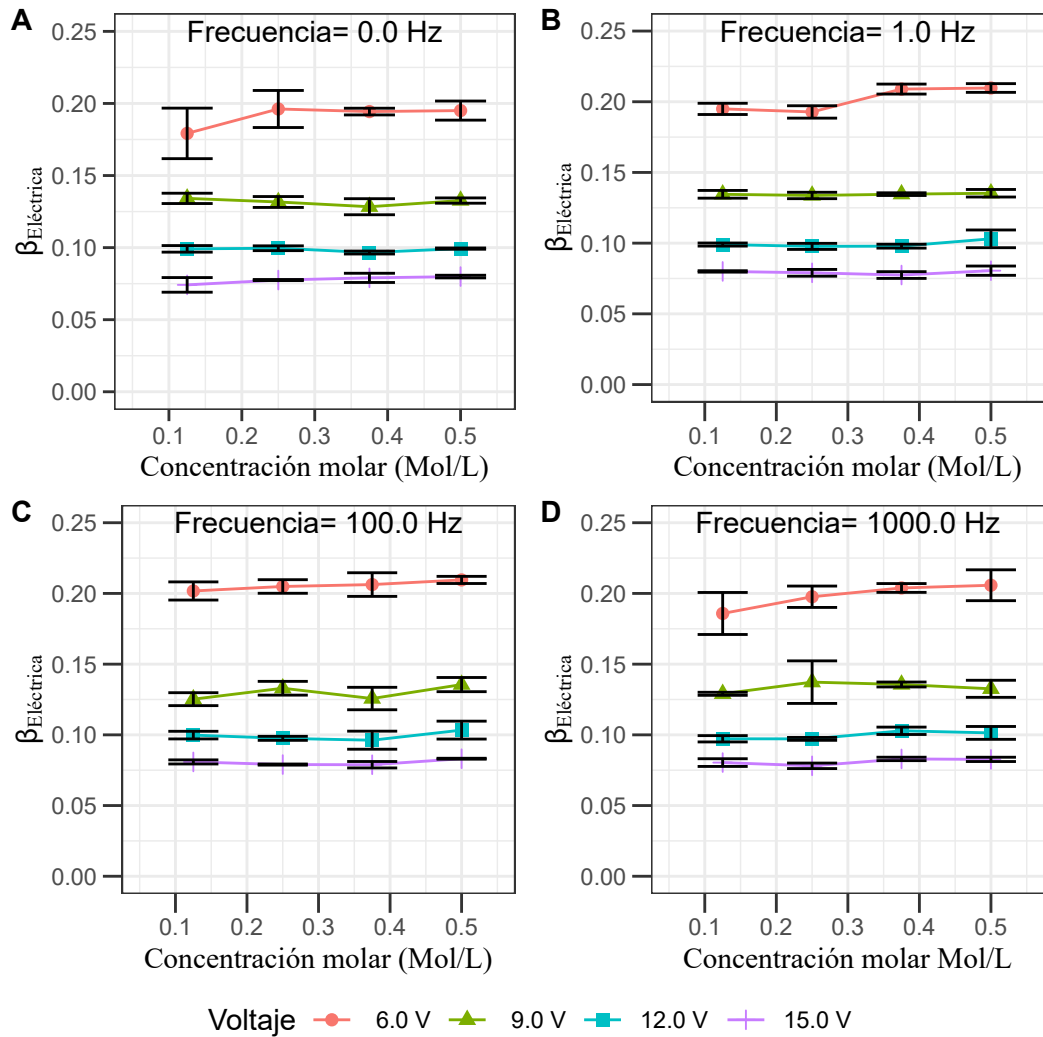 A
Frecuencia= 0.0 Hz
0.25
0.20
0.15
0.10
0.05
0.00
βEléctrica
0.1 0.2 0.3 0.4 0.5
Concentración molar (Mol/L)
B
Frecuencia= 1.0 Hz
0.25
0.20
0.15
0.10
0.05
0.00
βEléctrica
0.1 0.2 0.3 0.4 0.5
Concentración molar (Mol/L)
C
Frecuencia= 100.0 Hz
0.25
0.20
0.15
0.10
0.05
0.00
βEléctrica
0.1 0.2 0.3 0.4 0.5
Concentración molar (Mol/L)
D
Frecuencia= 1000.0 Hz
0.25
0.20
0.15
0.10
0.05
0.00
βEléctrica
0.1 0.2 0.3 0.4 0.5
Concentración molar Mol/L
Voltaje 6.0 V 9.0 V 12.0 V 15.0 V